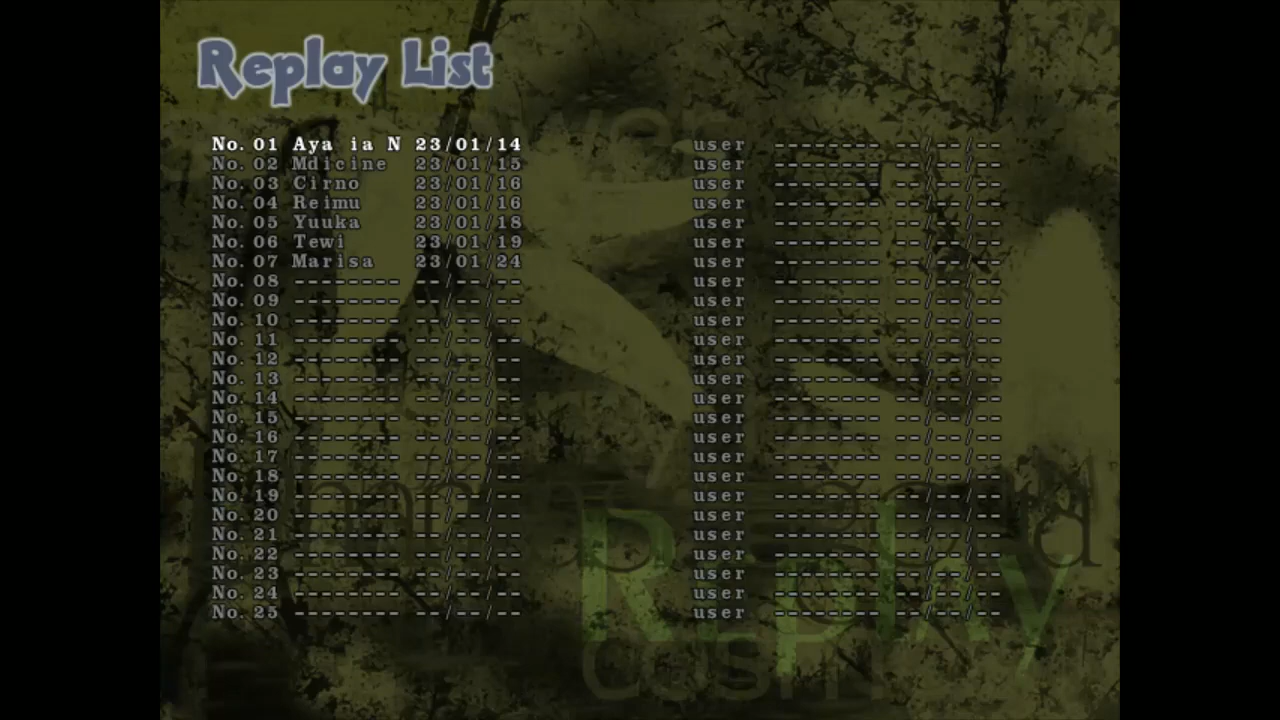 Replay List
No. 01 Aya ia N 23/01/14 user -------- --/--/--
No. 02 Mdicine 23/01/15 user -------- --/--/--
No. 03 Cirno 23/01/16 user -------- --/--/--
No. 04 Reimu 23/01/16 user -------- --/--/--
No. 05 Yuuka 23/01/18 user -------- --/--/--
No. 06 Tewi 23/01/19 user -------- --/--/--
No. 07 Marisa 23/01/24 user -------- --/--/--
No. 08 -------- --/--/-- user -------- --/--/--
No. 09 -------- --/--/-- user -------- --/--/--
No. 10 -------- --/--/-- user -------- --/--/--
No. 11 -------- --/--/-- user -------- --/--/--
No. 12 -------- --/--/-- user -------- --/--/--
No. 13 -------- --/--/-- user -------- --/--/--
No. 14 -------- --/--/-- user -------- --/--/--
No. 15 -------- --/--/-- user -------- --/--/--
No. 16 -------- --/--/-- user -------- --/--/--
No. 17 -------- --/--/-- user -------- --/--/--
No. 18 -------- --/--/-- user -------- --/--/--
No. 19 -------- --/--/-- user -------- --/--/--
No. 20 -------- --/--/-- user -------- --/--/--
No. 21 -------- --/--/-- user -------- --/--/--
No. 22 -------- --/--/-- user -------- --/--/--
No. 23 -------- --/--/-- user -------- --/--/--
No. 24 -------- --/--/-- user -------- --/--/--
No. 25 -------- --/--/-- user -------- --/--/--
Replay